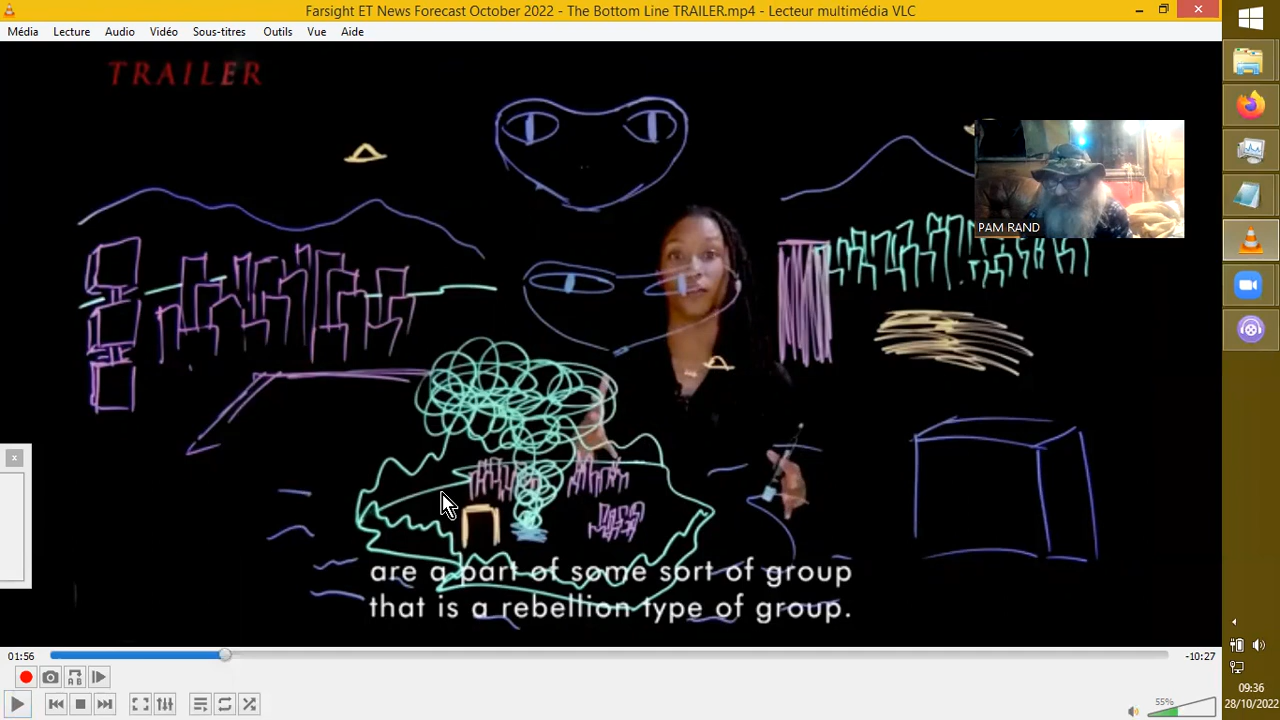 Farsight ET News Forecast October 2022 - The Bottom Line TRAILER.mp4 - Lecteur multimédia VLC
Média Lecture Audio Vidéo Sous-titres Outils Vue Aide
TRAILER
PAM RAND
x
are a part of some sort of group
that is a rebellion type of group.
01:56
-10:27
A B
55%
09:36
28/10/2022